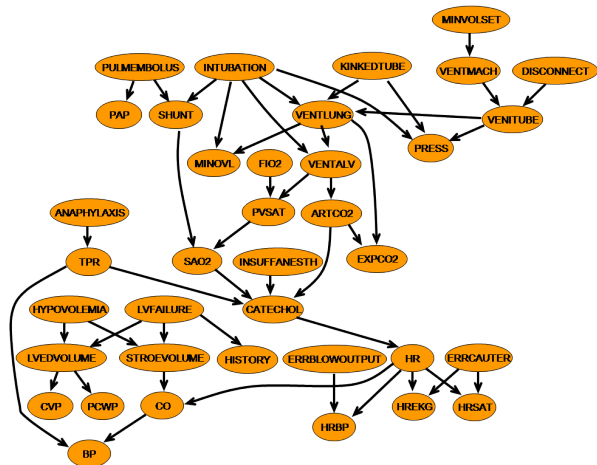 MINVOLSET
PULMEMBOLUS
INTUBATION
KINKEDTUBE
VENTMACH
DISCONNECT
PAP
SHUNT
VENTLUNG
VENITUBE
PRESS
MINOVL
FIO2
VENTALV
ANAPHYLAXIS
PVSAT
ARTCO2
TPR
SAO2
INSUFFANESTH
EXPCO2
HYPOVOLEMIA
LVFAILURE
CATECHOL
LVEDVOLUME
STROEVOLUME
HISTORY
ERRBLOWOUTPUT
HR
ERRCAUTER
CVP
PCWP
CO
HREKG
HRSAT
HRBP
BP